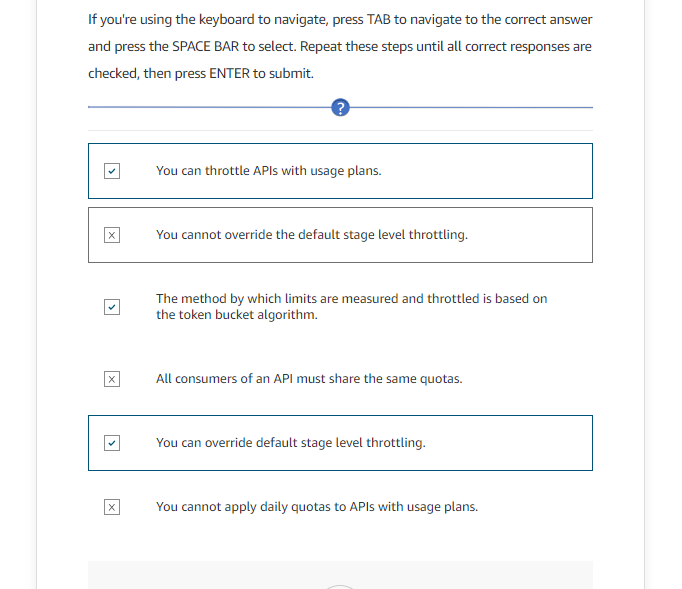 If you're using the keyboard to navigate, press TAB to navigate to the correct answer
and press the SPACE BAR to select. Repeat these steps until all correct responses are
checked, then press ENTER to submit.
?
You can throttle APIs with usage plans.
You cannot override the default stage level throttling.
The method by which limits are measured and throttled is based on
the token bucket algorithm.
All consumers of an API must share the same quotas.
You can override default stage level throttling.
You cannot apply daily quotas to APIs with usage plans.